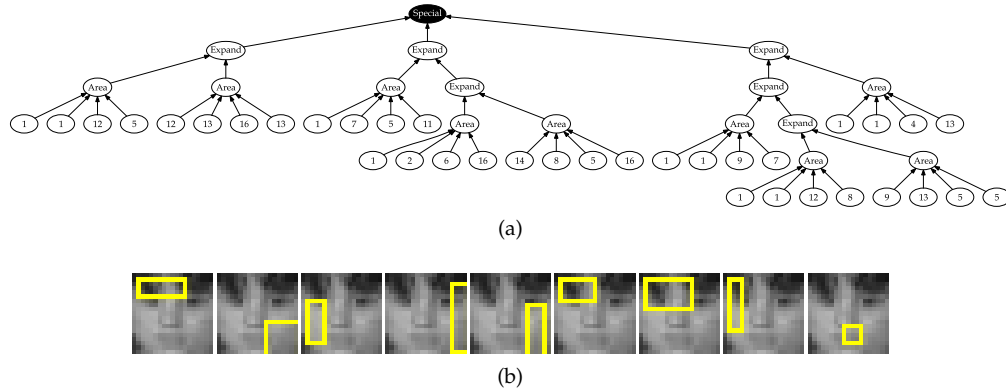 Special
Expand Expand Expand
Area Area Area Expand Expand Area
1 1 12 5 12 13 16 13 1 7 5 11 Area Area Area Expand 1 1 4 13
1 2 6 16 14 8 5 16 1 1 9 7 Area Area
1 1 12 8 9 13 5 5
(a)
(b)